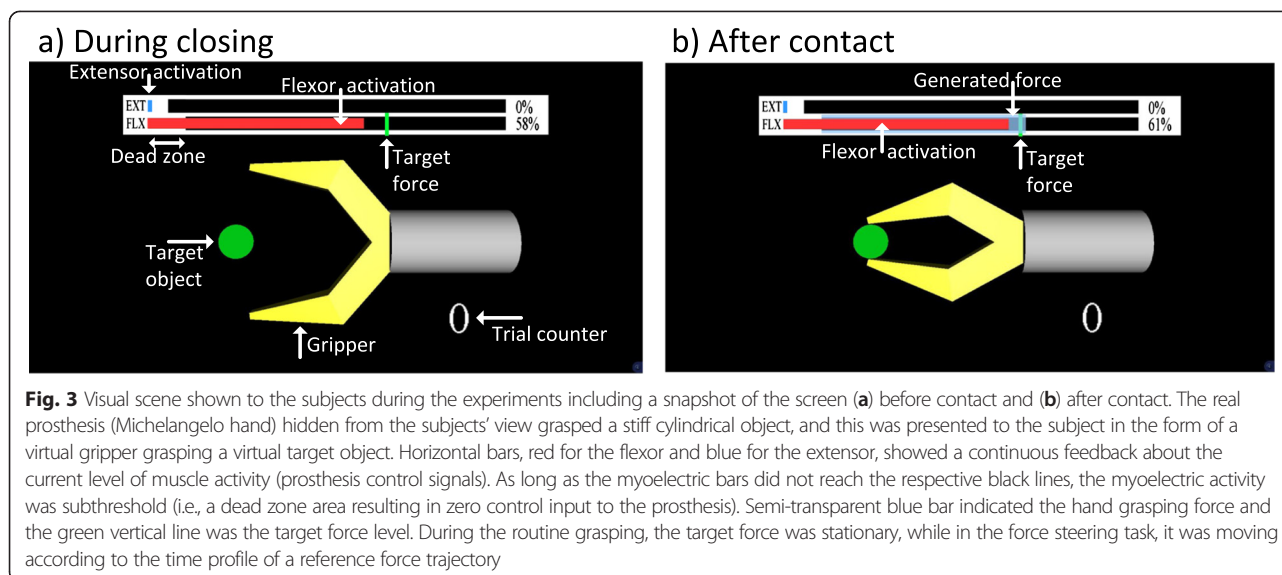 a) During closing
Extensor activation
Flexor activation
EXT 0%
FLX 58%
Dead zone
Target
force
Target
object
0
Trial counter
Gripper
b) After contact
Generated force
EXT 0%
FLX 61%
Flexor activation
Target
force
0
Fig. 3 Visual scene shown to the subjects during the experiments including a snapshot of the screen (a) before contact and (b) after contact. The real
prosthesis (Michelangelo hand) hidden from the subjects' view grasped a stiff cylindrical object, and this was presented to the subject in the form of a
virtual gripper grasping a virtual target object. Horizontal bars, red for the flexor and blue for the extensor, showed a continuous feedback about the
current level of muscle activity (prosthesis control signals). As long as the myoelectric bars did not reach the respective black lines, the myoelectric activity
was subthreshold (i.e., a dead zone area resulting in zero control input to the prosthesis). Semi-transparent blue bar indicated the hand grasping force and
the green vertical line was the target force level. During the routine grasping, the target force was stationary, while in the force steering task, it was moving
according to the time profile of a reference force trajectory